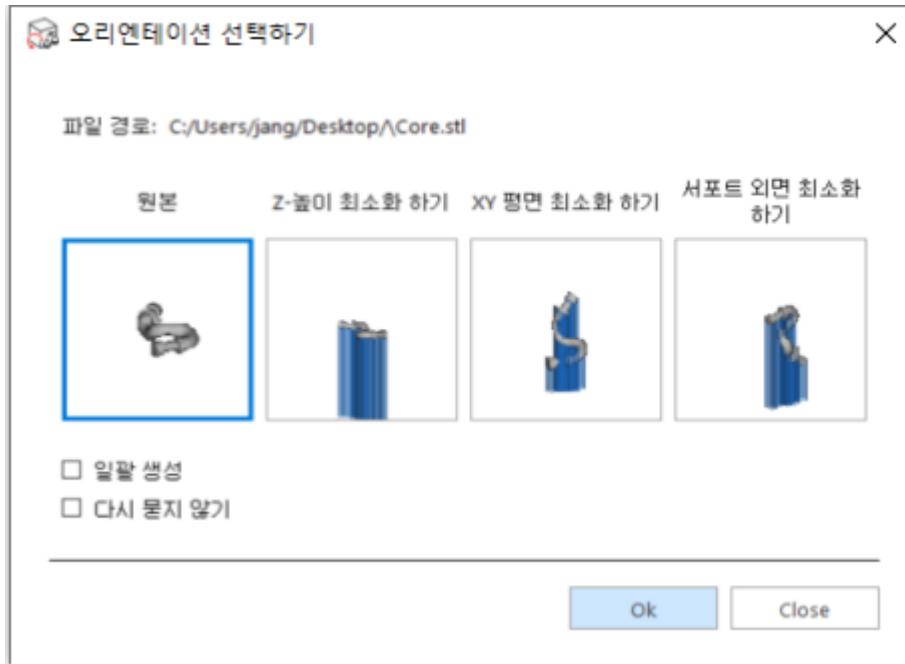 오리엔테이션 선택하기
파일 경로: C:/Users/jang/Desktop/\Core.stl
원본
Z-높이 최소화 하기
XY 평면 최소화 하기
서포트 외면 최소화
하기
일괄 생성
다시 묻지 않기
Ok
Close